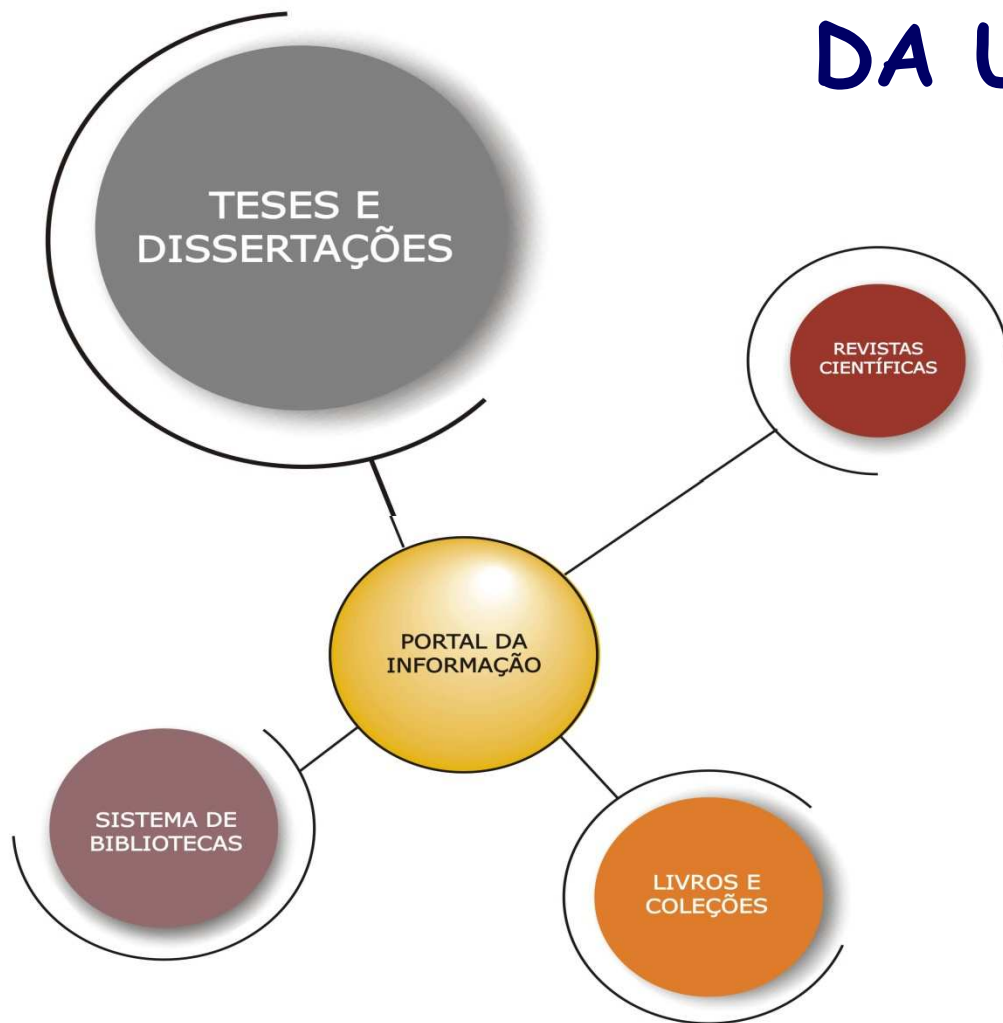 DA U
TESES E
DISSERTAÇÕES
REVISTAS
CIENTÍFICAS
PORTAL DA
INFORMAÇÃO
SISTEMA DE
BIBLIOTECAS
LIVROS E
COLEÇÕES